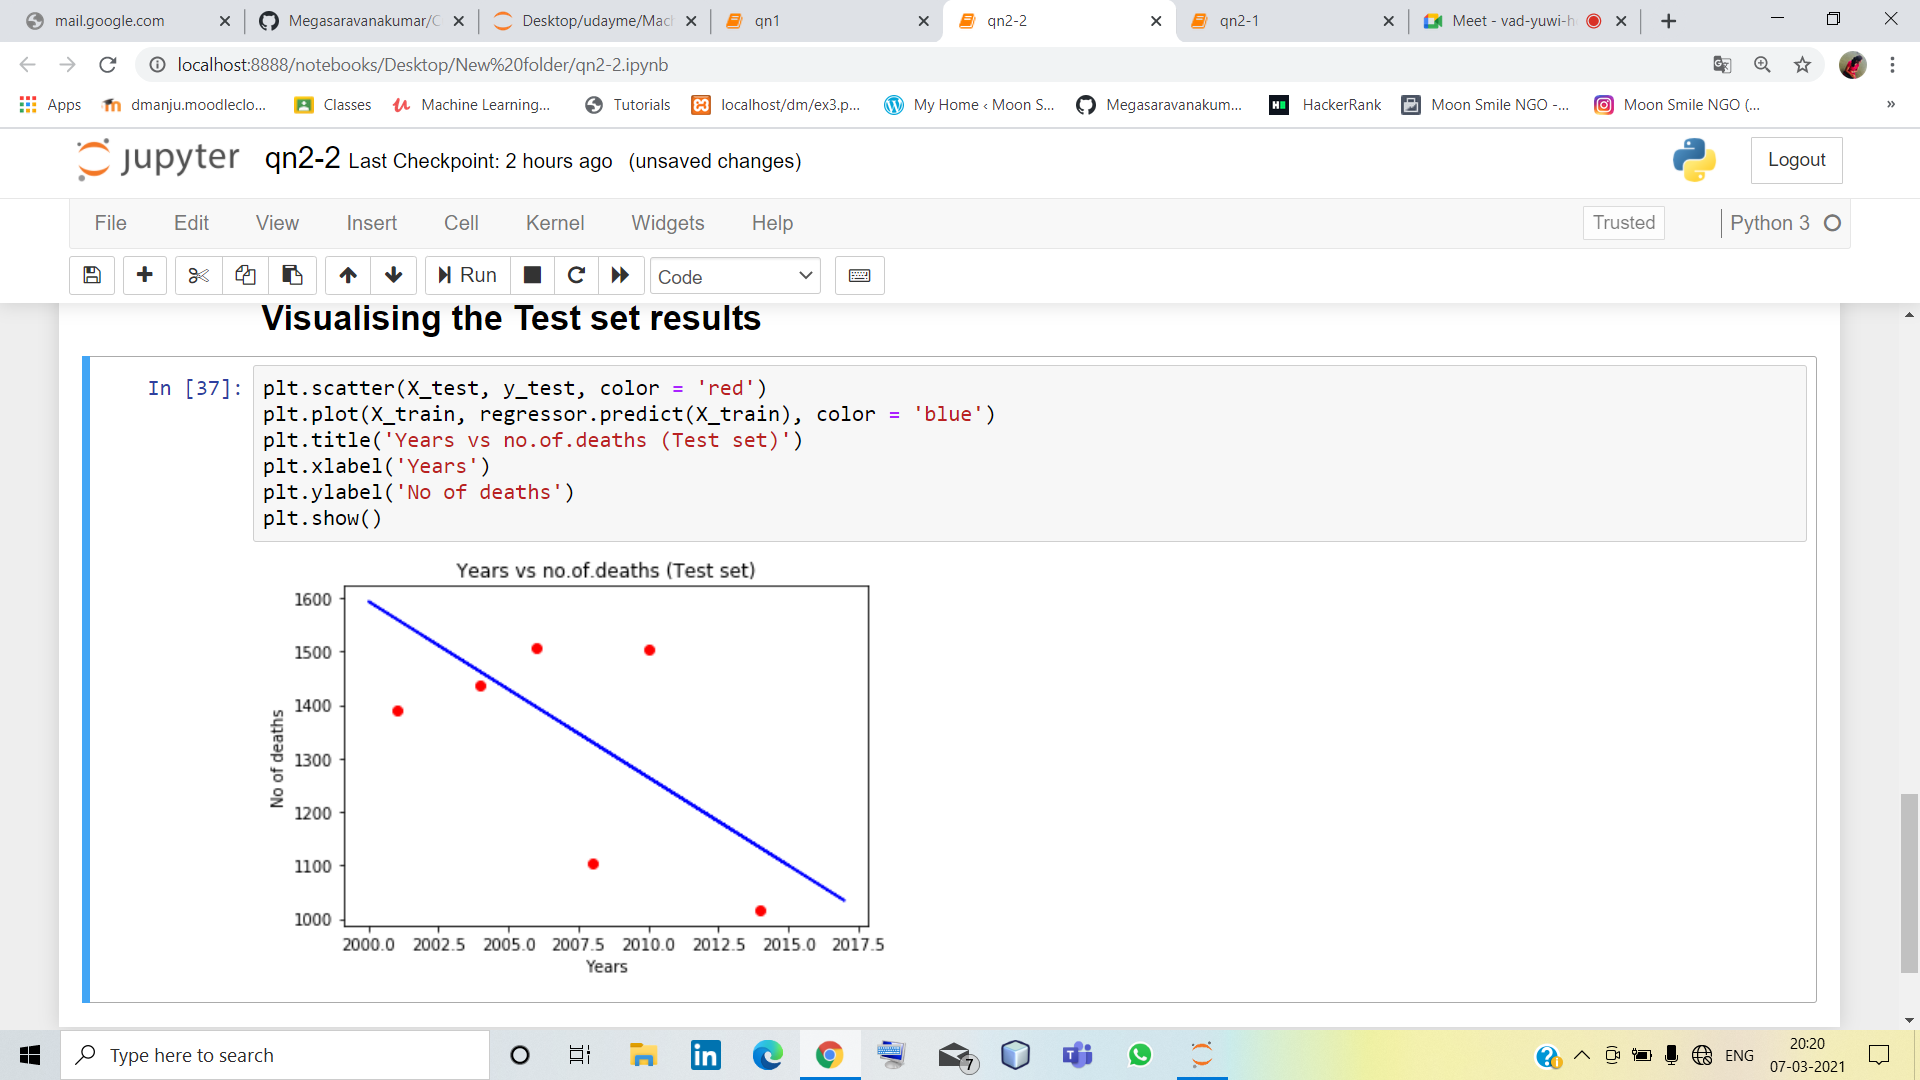 mail.google.com
Megasaravanakumar/C
Desktop/udayme/Mach
qn1
qn2-2
qn2-1
Meet - vad-yuwi-h
localhost:8888/notebooks/Desktop/New%20folder/qn2-2.ipynb
Apps
dmanju.moodleclo...
Classes
Machine Learning...
Tutorials
localhost/dm/ex3.p...
My Home ‹ Moon S...
Megasaravanakum...
HackerRank
Moon Smile NGO -...
Moon Smile NGO (...
»
jupyter qn2-2 Last Checkpoint: 2 hours ago (unsaved changes)
Logout
File Edit View Insert Cell Kernel Widgets Help
Trusted
Python 3
Run
Code
Visualising the Test set results
In [37]:
plt.scatter(X_test, y_test, color = 'red')
plt.plot(X_train, regressor.predict(X_train), color = 'blue')
plt.title('Years vs no.of.deaths (Test set)')
plt.xlabel('Years')
plt.ylabel('No of deaths')
plt.show()
Years vs no.of.deaths (Test set)
No of deaths
1600
1500
1400
1300
1200
1100
1000
2000.0 2002.5 2005.0 2007.5 2010.0 2012.5 2015.0 2017.5
Years
Type here to search
7
ENG
20:20
07-03-2021